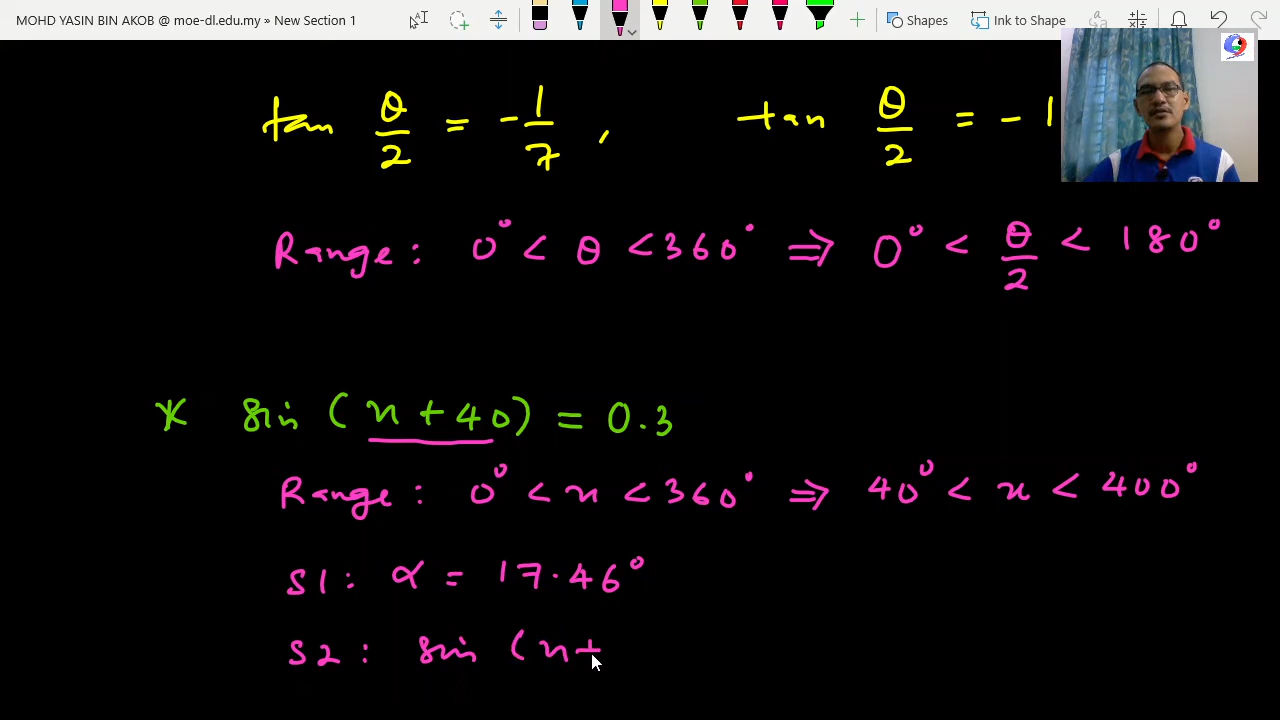 MOHD YASIN BIN AKOB @ moe-dl.edu.my » New Section 1 Shapes Ink to Shape
tan θ/2 = -1/7 , tan θ/2 = - 1
Range: 0° < θ < 360° ⇒ 0° < θ/2 < 180°
* sin (x + 40) = 0.3
Range: 0° < x < 360° ⇒ 40° < x < 400°
S1: α = 17.46°
S2: sin (x+